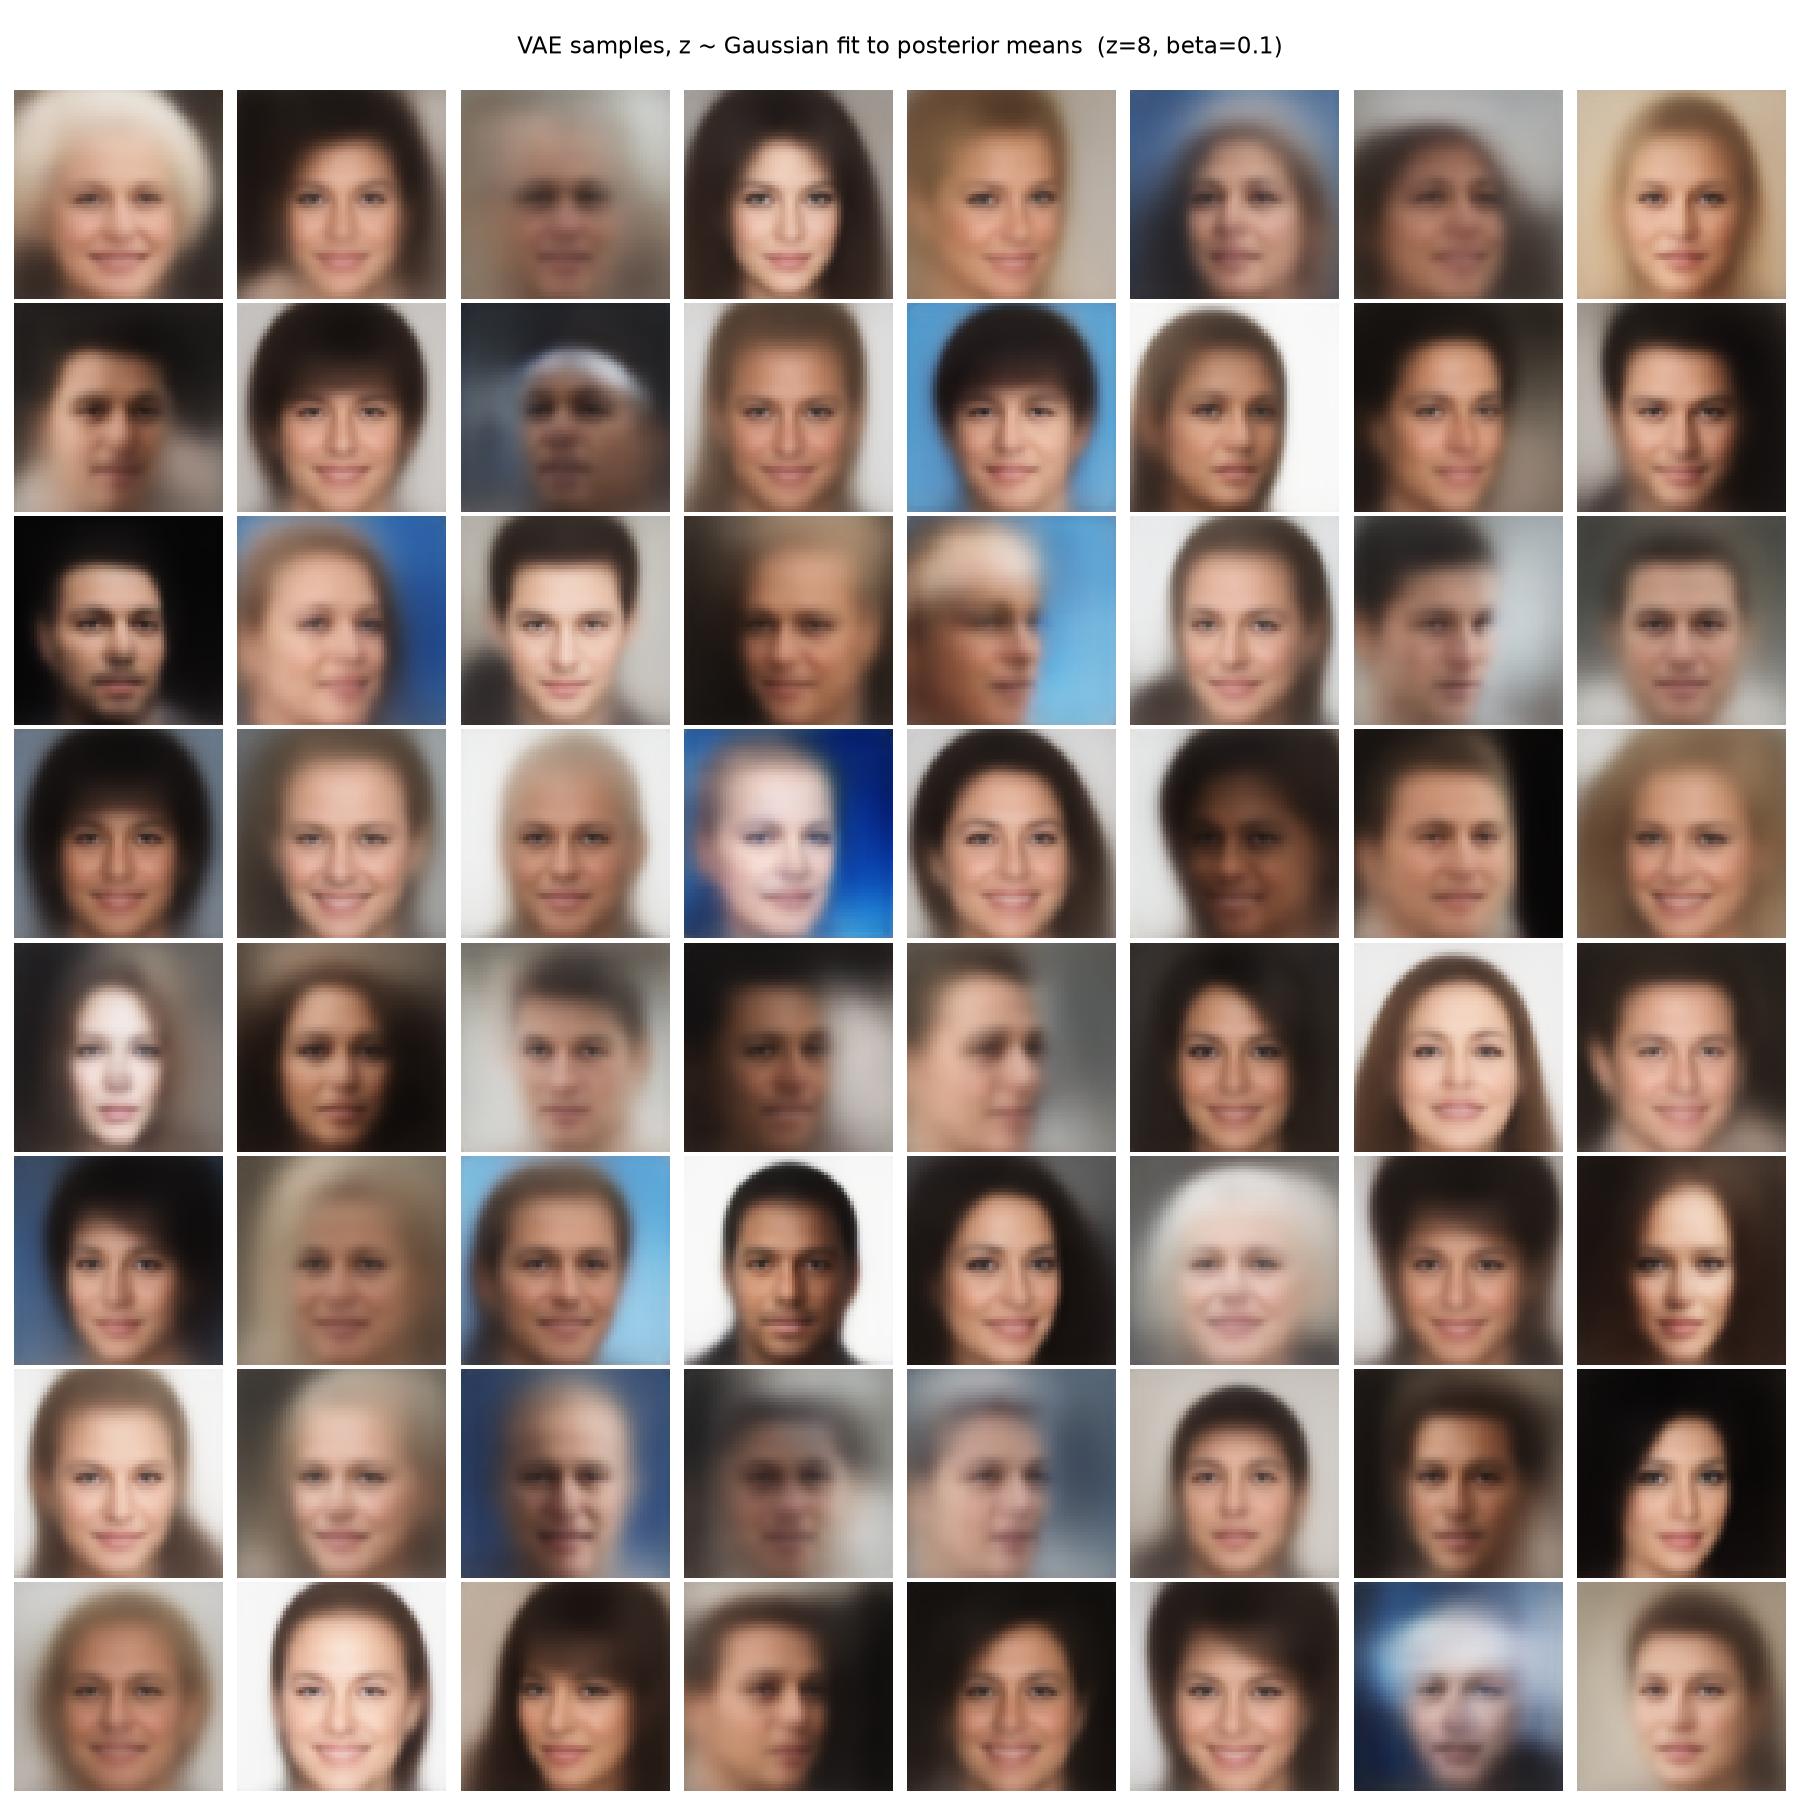 VAE samples, z ~ Gaussian fit to posterior means  (z=8, beta=0.1)